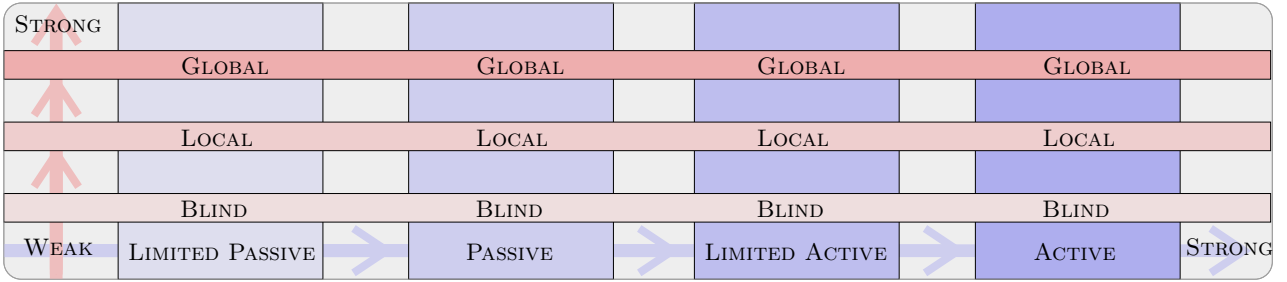 STRONG
GLOBAL GLOBAL GLOBAL GLOBAL
LOCAL LOCAL LOCAL LOCAL
BLIND BLIND BLIND BLIND
WEAK LIMITED PASSIVE PASSIVE LIMITED ACTIVE ACTIVE STRONG